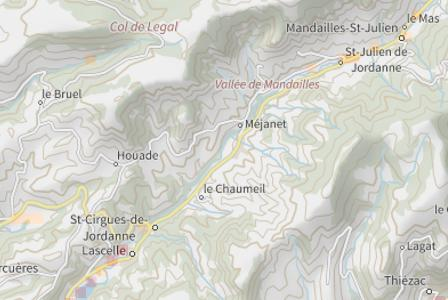 Col de Legal
Mandailles-St-Julien
le Mas
St-Julien de
Jordanne
Vallée de Mandailles
le Bruel
Méjanet
Houade
le Chaumeil
St-Cirgues-de-
Jordanne
Lascelle
le
Lagat
rcuères
Thiézac